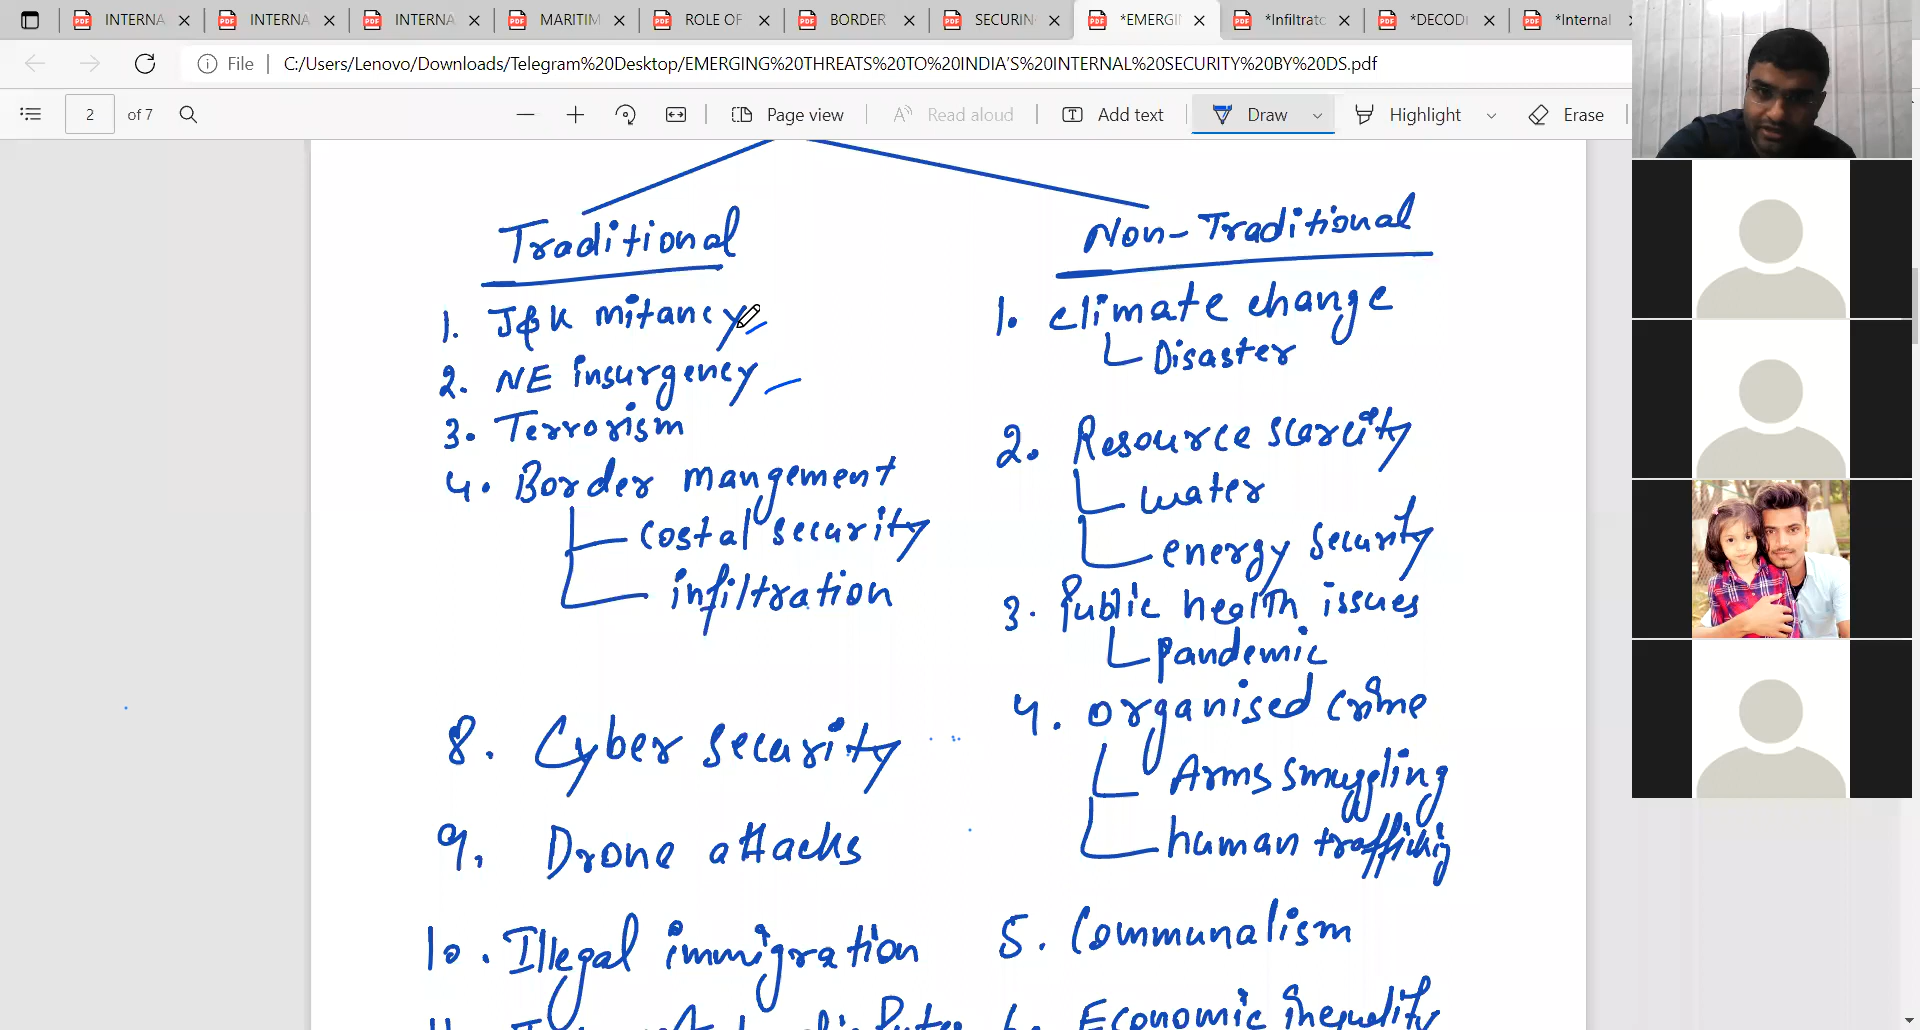 INTERNA
INTERNA
INTERNA
MARITIM
ROLE OF
BORDER
SECURIN
*EMERGI
*Infiltrato
*DECODI
*Internal
File
C:/Users/Lenovo/Downloads/Telegram%20Desktop/EMERGING%20THREATS%20TO%20INDIA'S%20INTERNAL%20SECURITY%20BY%20DS.pdf
2 of 7
Page view
Read aloud
Add text
Draw
Highlight
Erase
Traditional
1. J&K mitancy
2. NE insurgency
3. Terrorism
4. Border mangement
costal security
infiltration
8. Cyber security
9. Drone attacks
10. Illegal immigration
Non-Traditional
1. climate change
Disaster
2. Resource scarcity
water
energy security
3. Public health issues
pandemic
4. organised crime
Arms smuggling
human trafficking
5. Communalism
Economic inequality